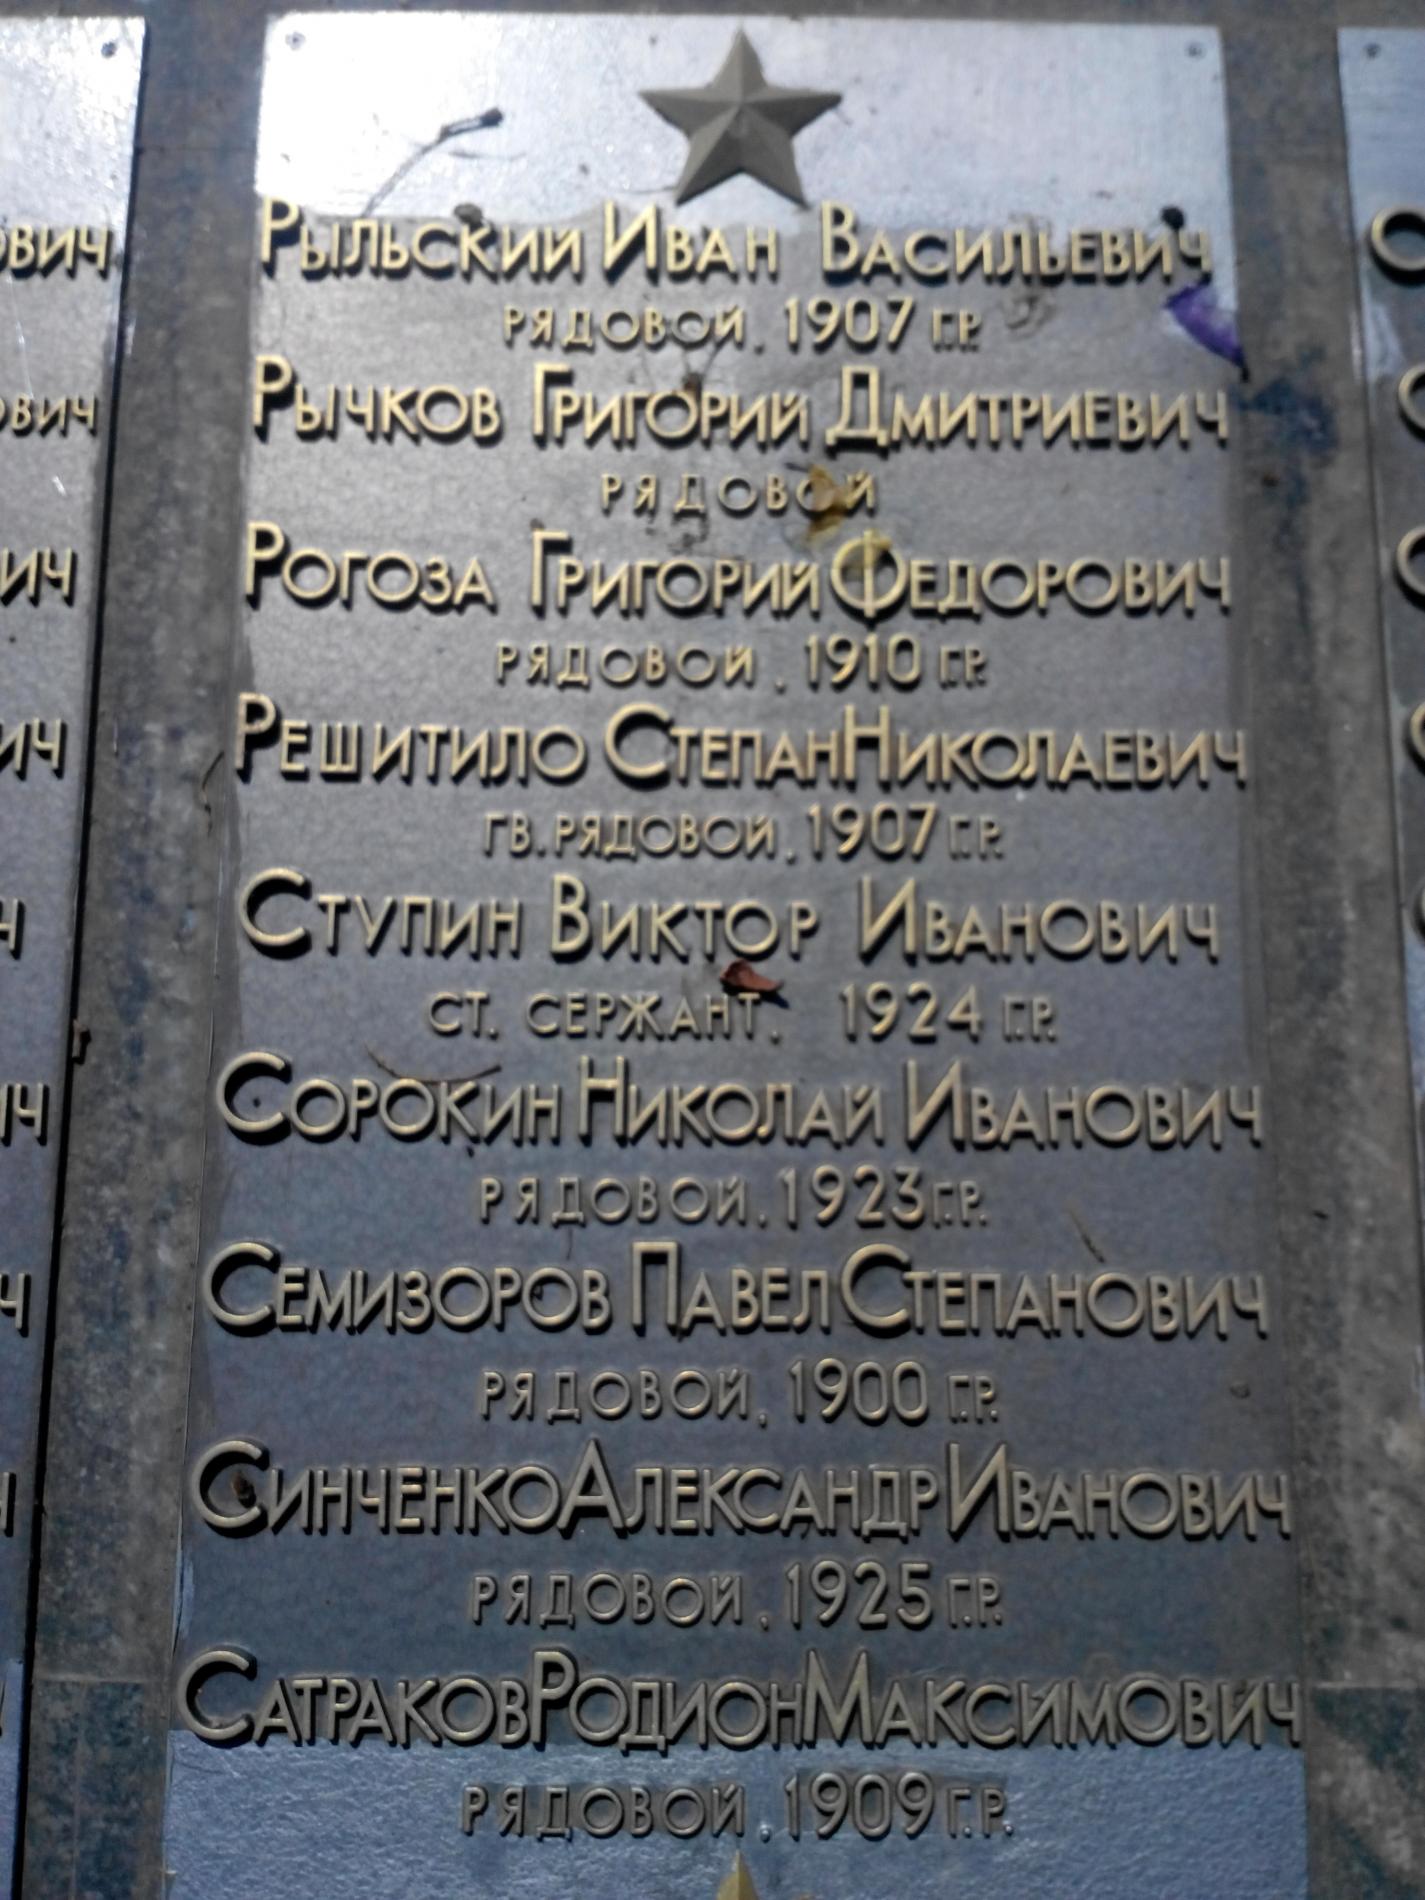 Рыльский Иван Васильевич
рядовой, 1907 г.р.
Рычков Григорий Дмитриевич
рядовой
Рогоза Григорий Федорович
рядовой, 1910 г.р.
Решитило Степан Николаевич
гв. рядовой, 1907 г.р.
Ступин Виктор Иванович
ст. сержант, 1924 г.р.
Сорокин Николай Иванович
рядовой, 1923 г.р.
Семизоров Павел Степанович
рядовой, 1900 г.р.
Синченко Александр Иванович
рядовой, 1925 г.р.
Сатраков Родион Максимович
рядовой, 1909 г.р.